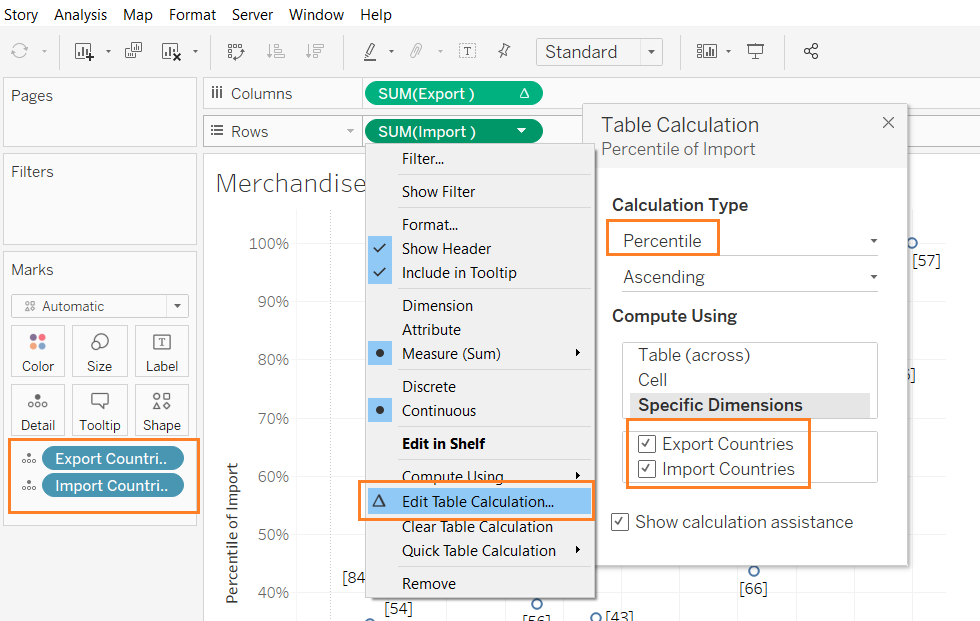 Story Analysis Map Format Server Window Help
Standard
Pages
Columns
SUM(Export )
Rows
SUM(Import )
Filters
Marks
Automatic
Color Size Label
Detail Tooltip Shape
Export Countri..
Import Countri..
Merchandise
100%
90%
80%
70%
60%
50%
40%
Percentile of Import
Filter...
Show Filter
Format...
Show Header
Include in Tooltip
Dimension
Attribute
Measure (Sum)
Discrete
Continuous
Edit in Shelf
Compute Using
Edit Table Calculation...
Clear Table Calculation
Quick Table Calculation
Remove
Table Calculation
Percentile of Import
Calculation Type
Percentile
Ascending
Compute Using
Table (across)
Cell
Specific Dimensions
Export Countries
Import Countries
Show calculation assistance
[57]
[84
[66]
[54]
[56]
[43]